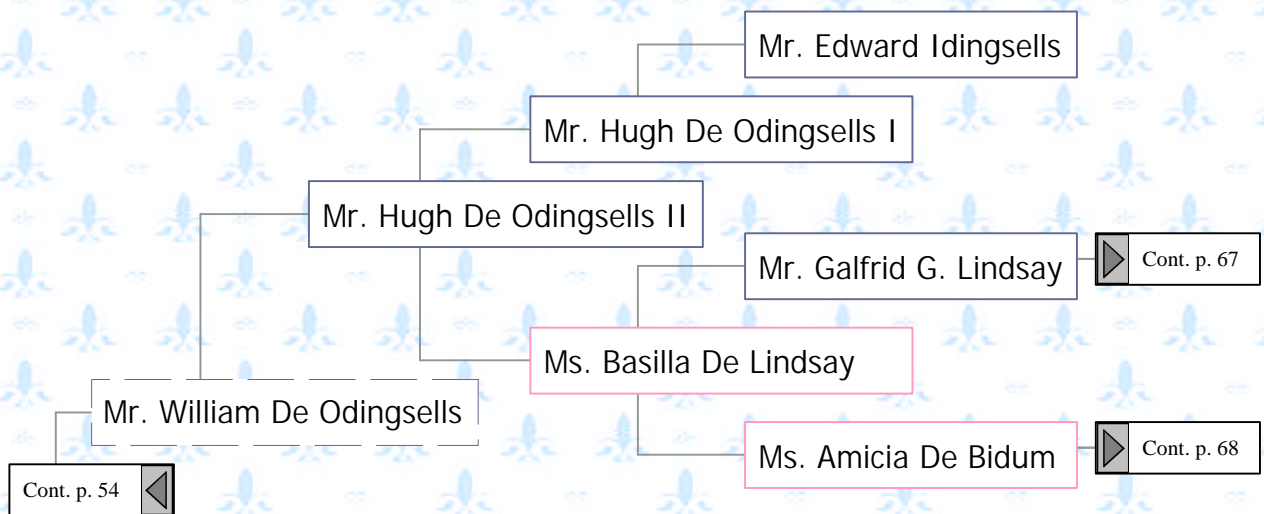 Mr. Edward Idingsells
Mr. Hugh De Odingsells I
Mr. Hugh De Odingsells II
Mr. Galfrid G. Lindsay
Cont. p. 67
Ms. Basilla De Lindsay
Mr. William De Odingsells
Ms. Amicia De Bidum
Cont. p. 68
Cont. p. 54